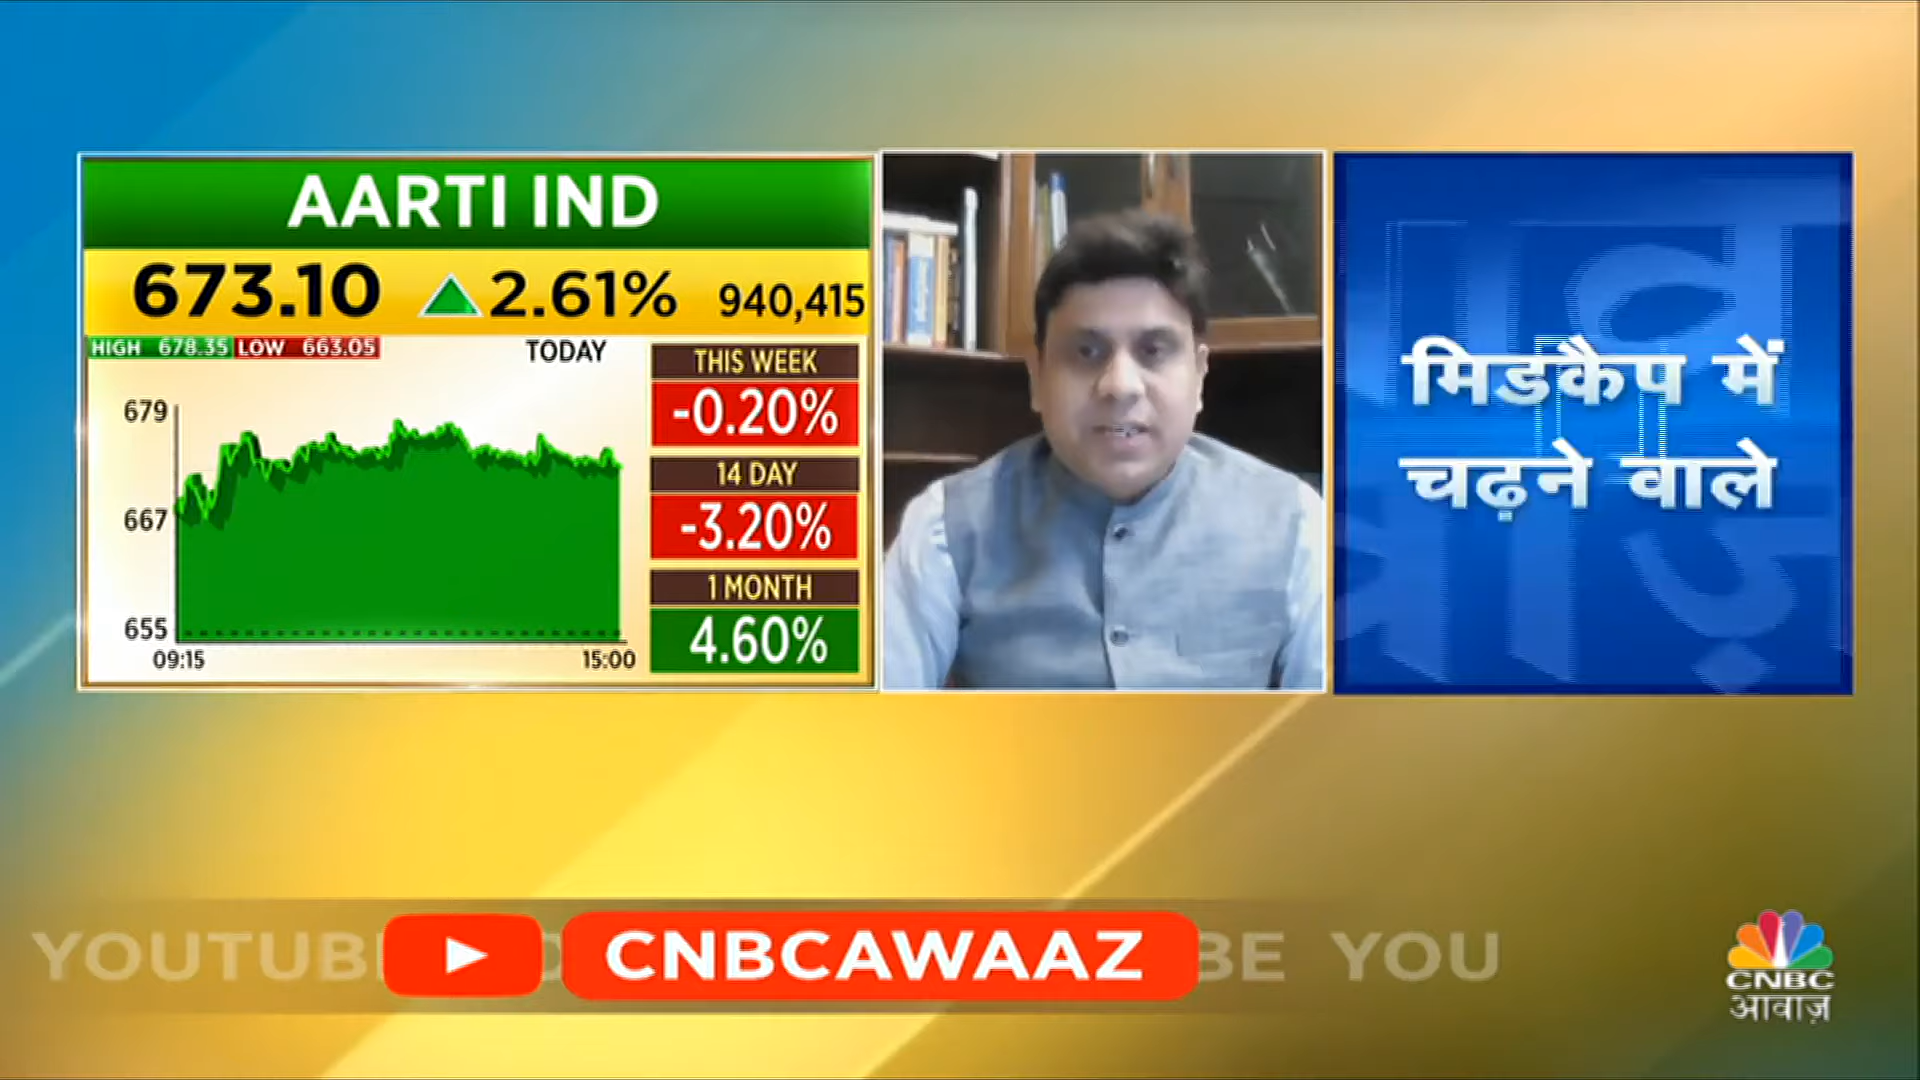 AARTI IND
673.10 2.61% 940,415
HIGH 678.35 LOW 663.05
TODAY
679
667
655
09:15 15:00
THIS WEEK
-0.20%
14 DAY
-3.20%
1 MONTH
4.60%
मिडकैप में
चढ़ने वाले
YOUTUBE CNBCAWAAZ BE YOU
CNBC
आवाज़